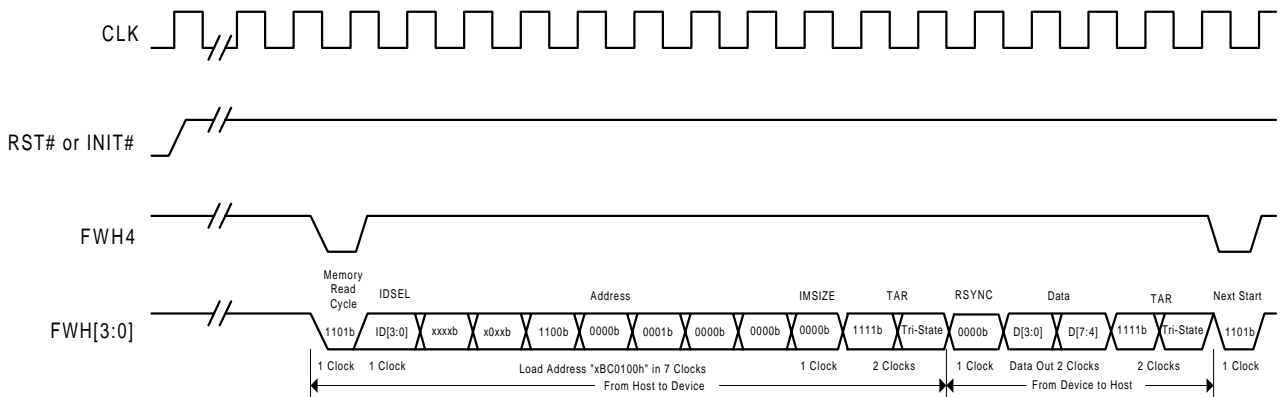 CLK
RST# or INIT#
FWH4
Memory
Read
Cycle
IDSEL Address IMSIZE TAR RSYNC Data TAR Next Start
FWH[3:0] 1101b ID[3:0] xxxxb x0xxb 1100b 0000b 0001b 0000b 0000b 0000b 1111b Tri-State 0000b D[3:0] D[7:4] 1111b Tri-State 1101b
1 Clock 1 Clock Load Address "xBC0100h" in 7 Clocks 1 Clock 2 Clocks 1 Clock Data Out 2 Clocks 2 Clocks 1 Clock
From Host to Device From Device to Host